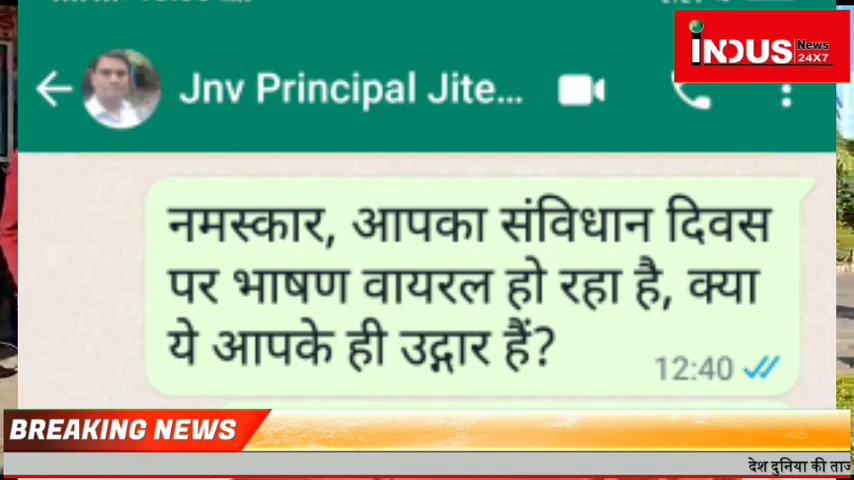 INDUS News 24X7
Jnv Principal Jite...
नमस्कार, आपका संविधान दिवस
पर भाषण वायरल हो रहा है, क्या
ये आपके ही उद्गार हैं?
12:40
BREAKING NEWS
देश दुनिया की